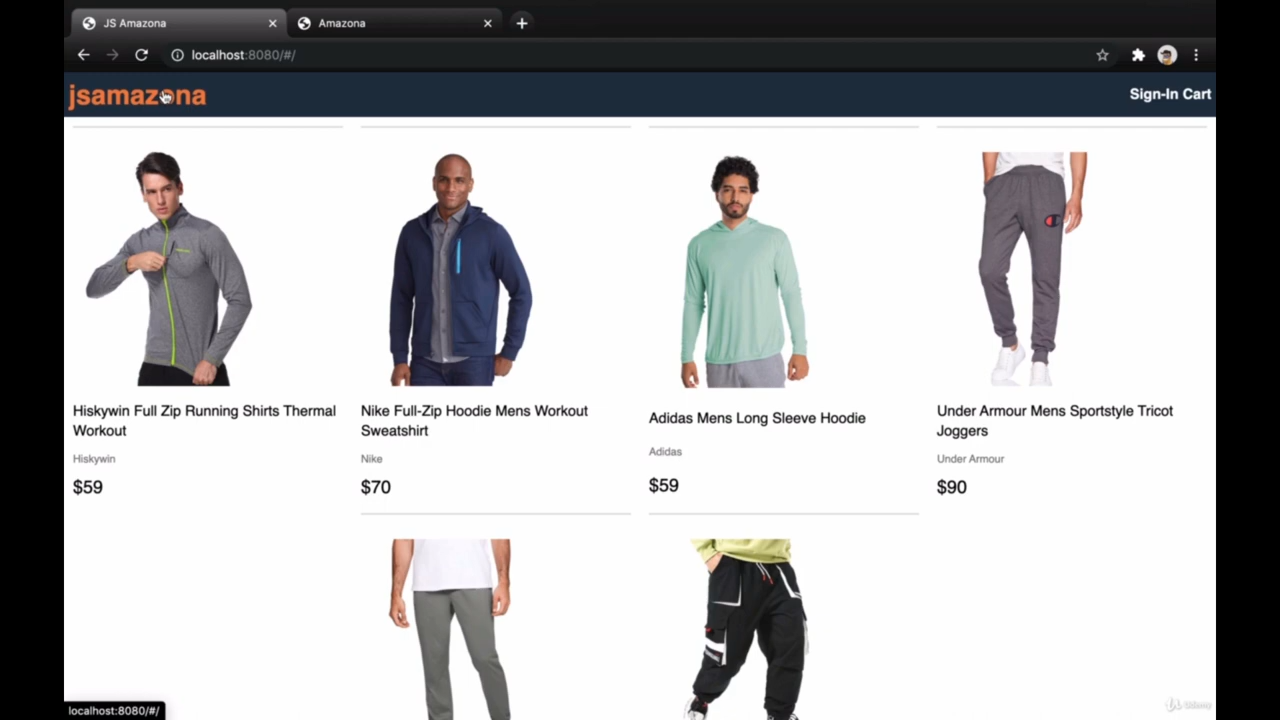 JS Amazona
Amazona
localhost:8080/#/
jsamazona
Sign-In Cart
Hiskywin Full Zip Running Shirts Thermal
Workout
Hiskywin
$59
Nike Full-Zip Hoodie Mens Workout
Sweatshirt
Nike
$70
Adidas Mens Long Sleeve Hoodie
Adidas
$59
Under Armour Mens Sportstyle Tricot
Joggers
Under Armour
$90
localhost:8080/#/
Udemy